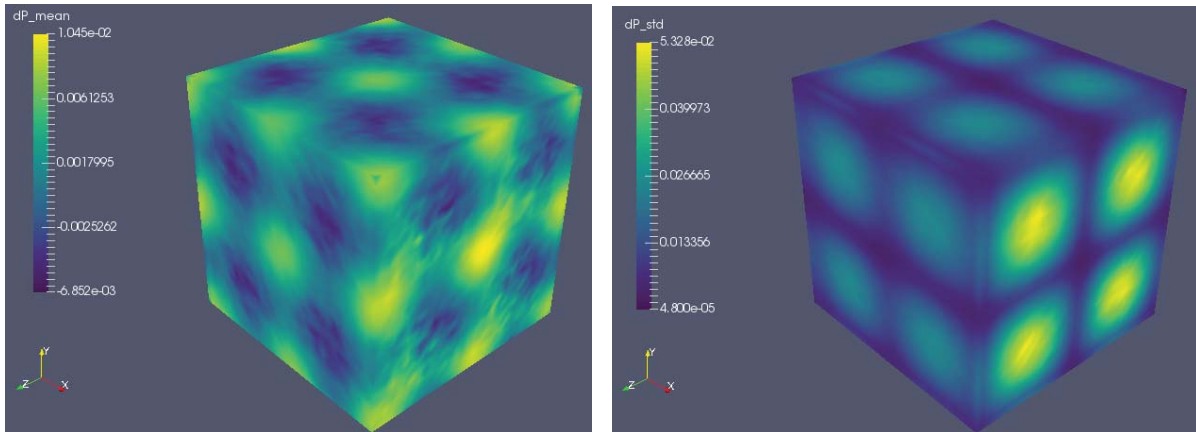 dP_mean
1.045e-02
0.0061253
0.0017995
-0.0025262
-6.852e-03
Y
Z
X
dP_std
5.328e-02
0.039973
0.026665
0.013356
4.800e-05
Y
Z
X